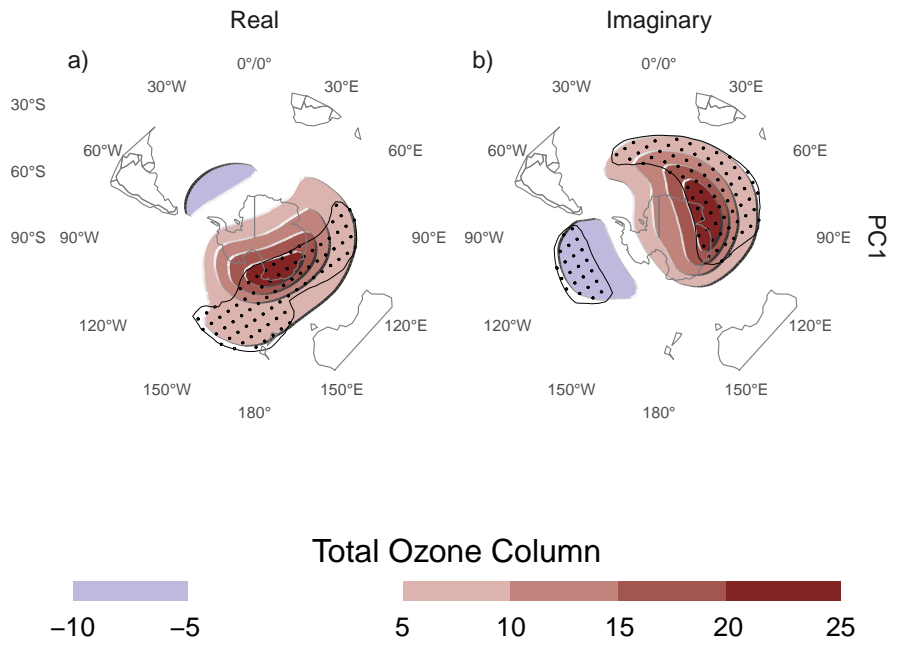 Real Imaginary
a) b)
0°/0° 0°/0°
30°W 30°E 30°W 30°E
30°S
60°W 60°E 60°W 60°E
60°S
90°S 90°W 90°E 90°W 90°E PC1
120°W 120°E 120°W 120°E
150°W 150°E 150°W 150°E
180° 180°
Total Ozone Column
−10 −5 5 10 15 20 25